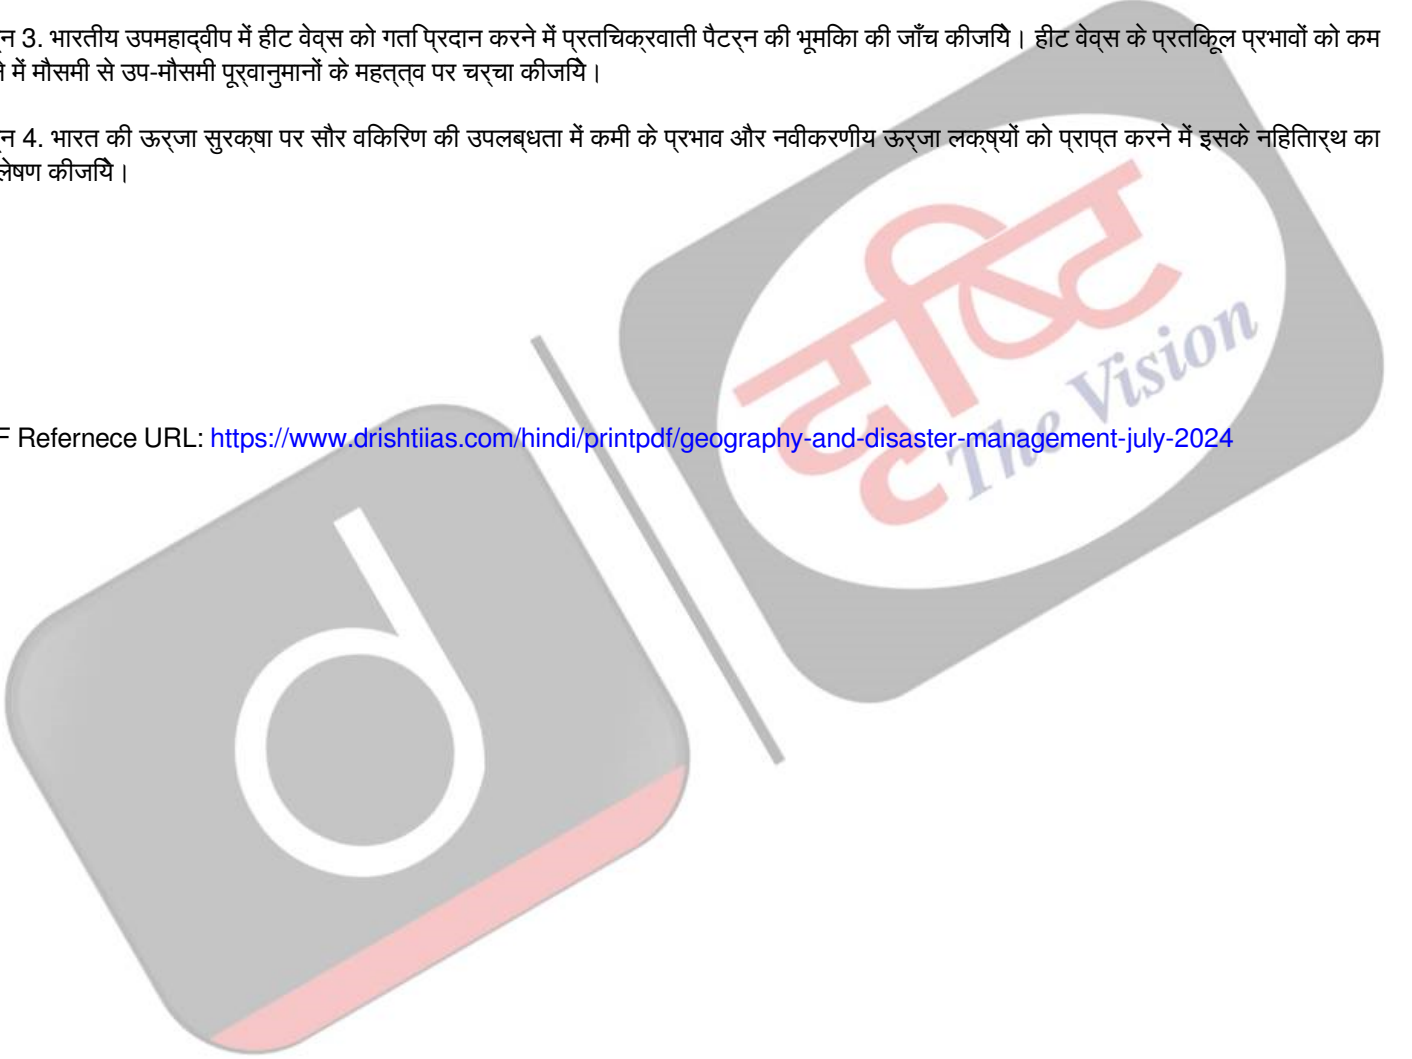 न 3. भारतीय उपमहाद्वीप में हीट वेव्स को गति प्रदान करने में प्रतिचक्रवाती पैटर्न की भूमिका की जाँच कीजिये। हीट वेव्स के प्रतिकूल प्रभावों को कम
में मौसमी से उप-मौसमी पूर्वानुमानों के महत्त्व पर चर्चा कीजिये।
न 4. भारत की ऊर्जा सुरक्षा पर सौर विकिरण की उपलब्धता में कमी के प्रभाव और नवीकरणीय ऊर्जा लक्ष्यों को प्राप्त करने में इसके निहितार्थ का
लेषण कीजिये।
दृष्टि
The Vision
F Refernece URL: https://www.drishtiias.com/hindi/printpdf/geography-and-disaster-management-july-2024
d